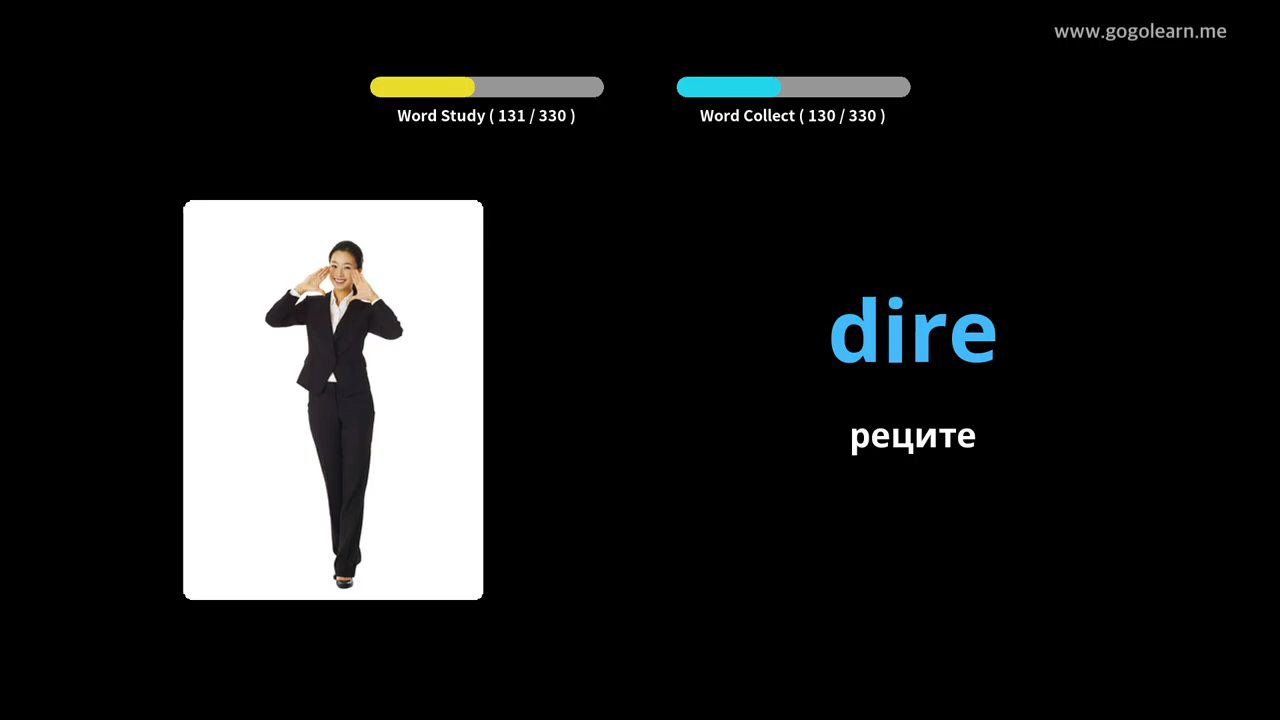 www.gogolearn.me
Word Study ( 131 / 330 )
Word Collect ( 130 / 330 )
dire
реците